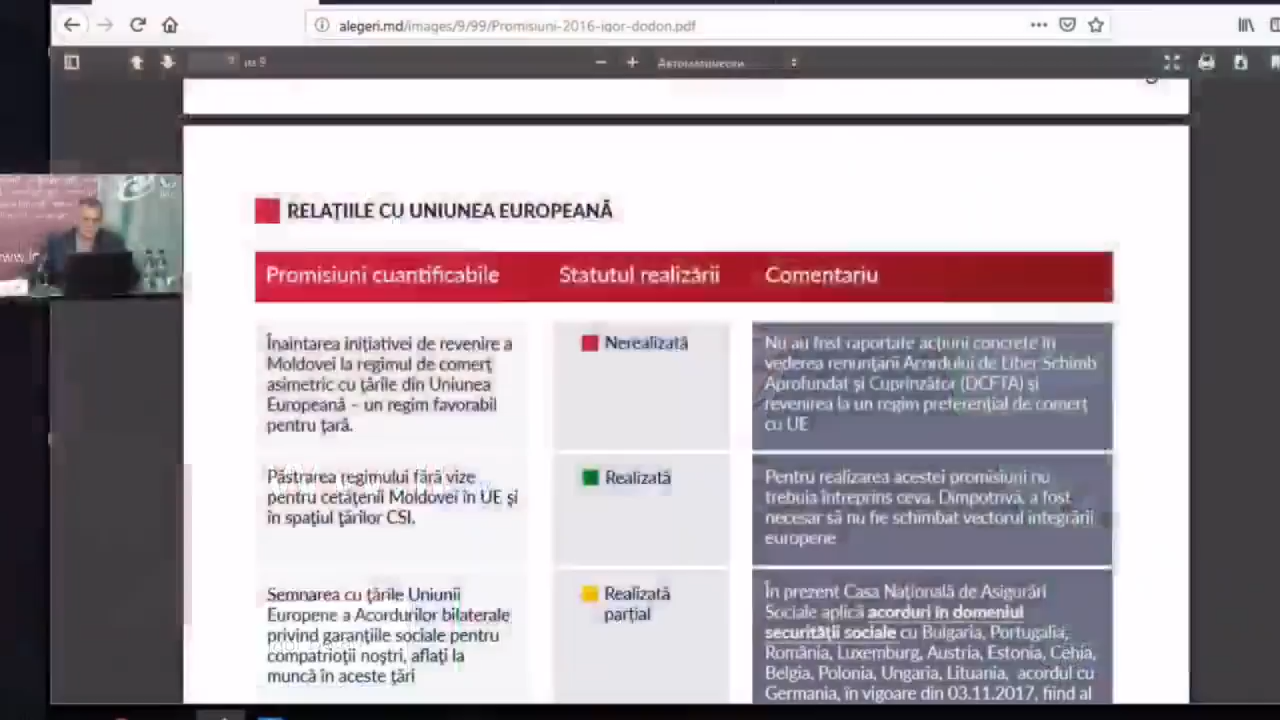 alegeri.md/images/9/99/Promisiuni-2016-igor-dodon.pdf
из 9
Автоматически
RELAȚIILE CU UNIUNEA EUROPEANĂ
Promisiuni cuantificabile
Statutul realizării
Comentariu
Înaintarea inițiativei de revenire a
Moldovei la regimul de comerț
asimetric cu țările din Uniunea
Europeană – un regim favorabil
pentru țară.
Nerealizată
Nu au fost raportate acțiuni concrete în
vederea renunțării Acordului de Liber Schimb
Aprofundat și Cuprinzător (DCFTA) și
revenirea la un regim preferențial de comerț
cu UE
Păstrarea regimului fără vize
pentru cetățenii Moldovei în UE și
în spațiul țărilor CSI.
Realizată
Pentru realizarea acestei promisiuni nu
trebuia întreprins ceva. Dimpotrivă, a fost
necesar să nu fie schimbat vectorul integrării
europene
Semnarea cu țările Uniunii
Europene a Acordurilor bilaterale
privind garanțiile sociale pentru
compatrioții noștri, aflați la
muncă în aceste țări
Realizată
parțial
În prezent Casa Națională de Asigurări
Sociale aplică acorduri în domeniul
securității sociale cu Bulgaria, Portugalia,
România, Luxemburg, Austria, Estonia, Cehia,
Belgia, Polonia, Ungaria, Lituania, acordul cu
Germania, în vigoare din 03.11.2017, fiind al